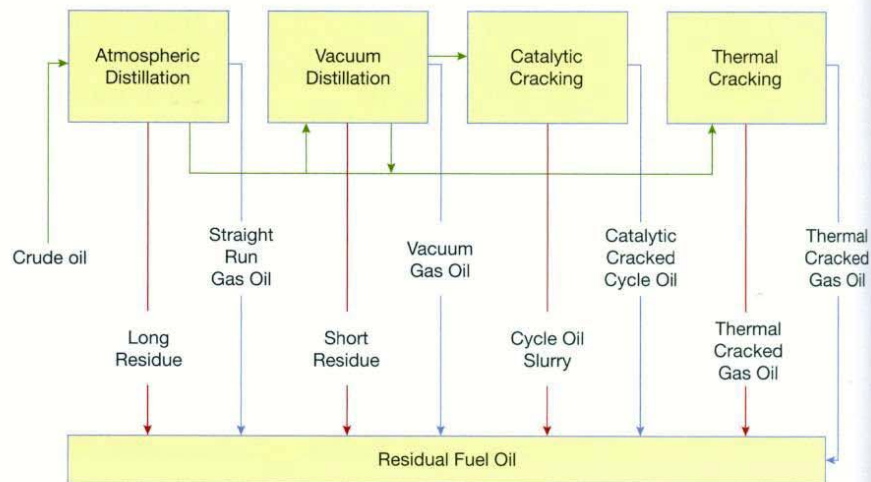 Atmospheric
Distillation
Vacuum
Distillation
Catalytic
Cracking
Thermal
Cracking
Crude oil
Straight
Run
Gas Oil
Vacuum
Gas Oil
Catalytic
Cracked
Cycle Oil
Thermal
Cracked
Gas Oil
Long
Residue
Short
Residue
Cycle Oil
Slurry
Thermal
Cracked
Gas Oil
Residual Fuel Oil